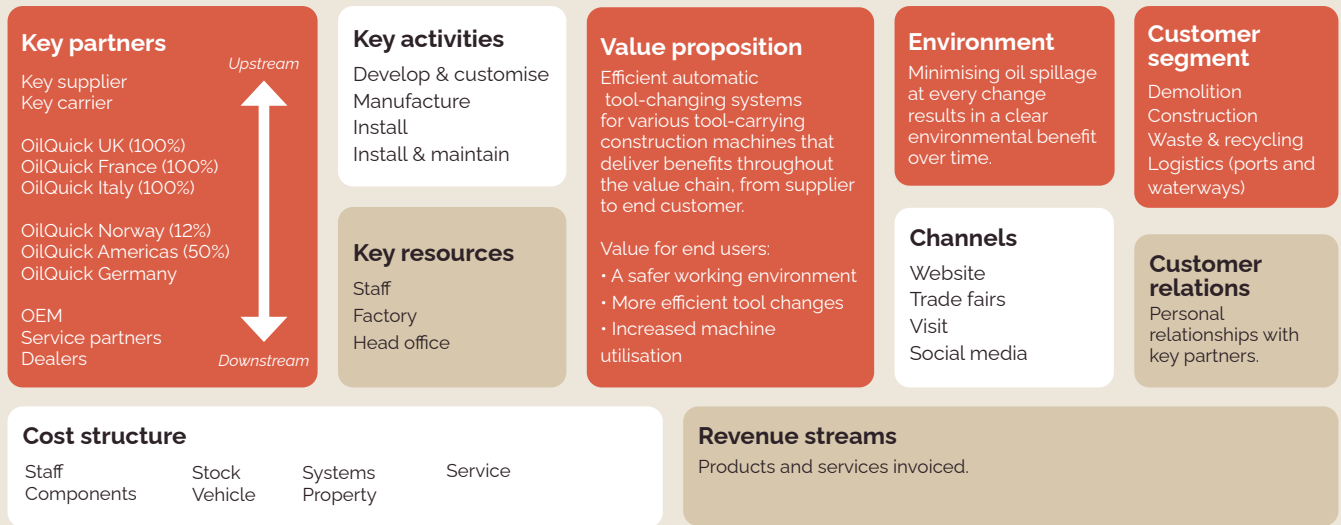 Key partners
Upstream
Key supplier
Key carrier
OilQuick UK (100%)
OilQuick France (100%)
OilQuick Italy (100%)
OilQuick Norway (12%)
OilQuick Americas (50%)
OilQuick Germany
OEM
Service partners
Dealers
Downstream
Key activities
Develop & customise
Manufacture
Install
Install & maintain
Key resources
Staff
Factory
Head office
Value proposition
Efficient automatic
tool-changing systems
for various tool-carrying
construction machines that
deliver benefits throughout
the value chain, from supplier
to end customer.
Value for end users:
• A safer working environment
• More efficient tool changes
• Increased machine
utilisation
Environment
Minimising oil spillage
at every change
results in a clear
environmental benefit
over time.
Channels
Website
Trade fairs
Visit
Social media
Customer
segment
Demolition
Construction
Waste & recycling
Logistics (ports and
waterways)
Customer
relations
Personal
relationships with
key partners.
Cost structure
Staff
Components
Stock
Vehicle
Systems
Property
Service
Revenue streams
Products and services invoiced.